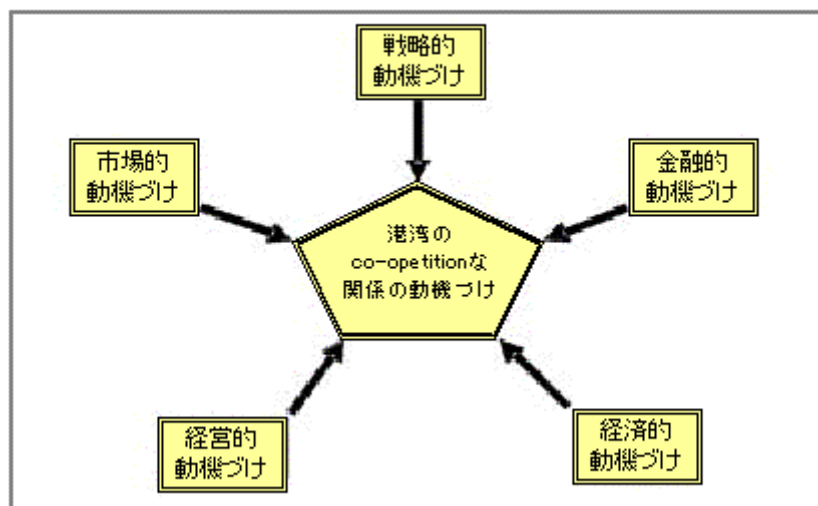 戦略的
動機づけ
市場的
動機づけ
金融的
動機づけ
港湾の
co-opetitionな
関係の動機づけ
経営的
動機づけ
経済的
動機づけ